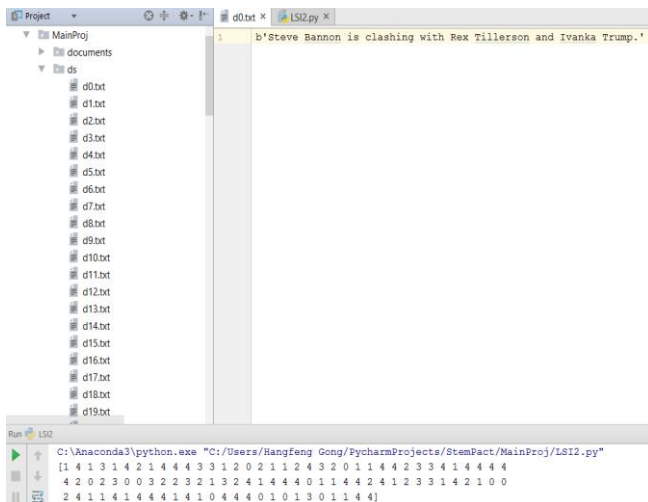 Project
d0.txt × LSI2.py ×
MainProj
documents
ds
d0.txt
d1.txt
d2.txt
d3.txt
d4.txt
d5.txt
d6.txt
d7.txt
d8.txt
d9.txt
d10.txt
d11.txt
d12.txt
d13.txt
d14.txt
d15.txt
d16.txt
d17.txt
d18.txt
d19.txt
1 b'Steve Bannon is clashing with Rex Tillerson and Ivanka Trump.'
Run LSI2
C:\Anaconda3\python.exe "C:/Users/Hangfeng Gong/PycharmProjects/StemPact/MainProj/LSI2.py"
[1 4 1 3 1 4 2 1 4 4 4 3 3 1 2 0 2 1 1 2 4 3 2 0 1 1 4 4 2 3 3 4 1 4 4 4 4
4 2 0 2 3 0 0 3 2 2 3 2 1 3 2 4 1 4 4 4 0 1 1 4 4 2 4 1 2 3 3 1 4 2 1 0 0
2 4 1 1 4 1 4 4 4 1 4 1 0 4 4 4 0 1 0 1 3 0 1 1 4 4]